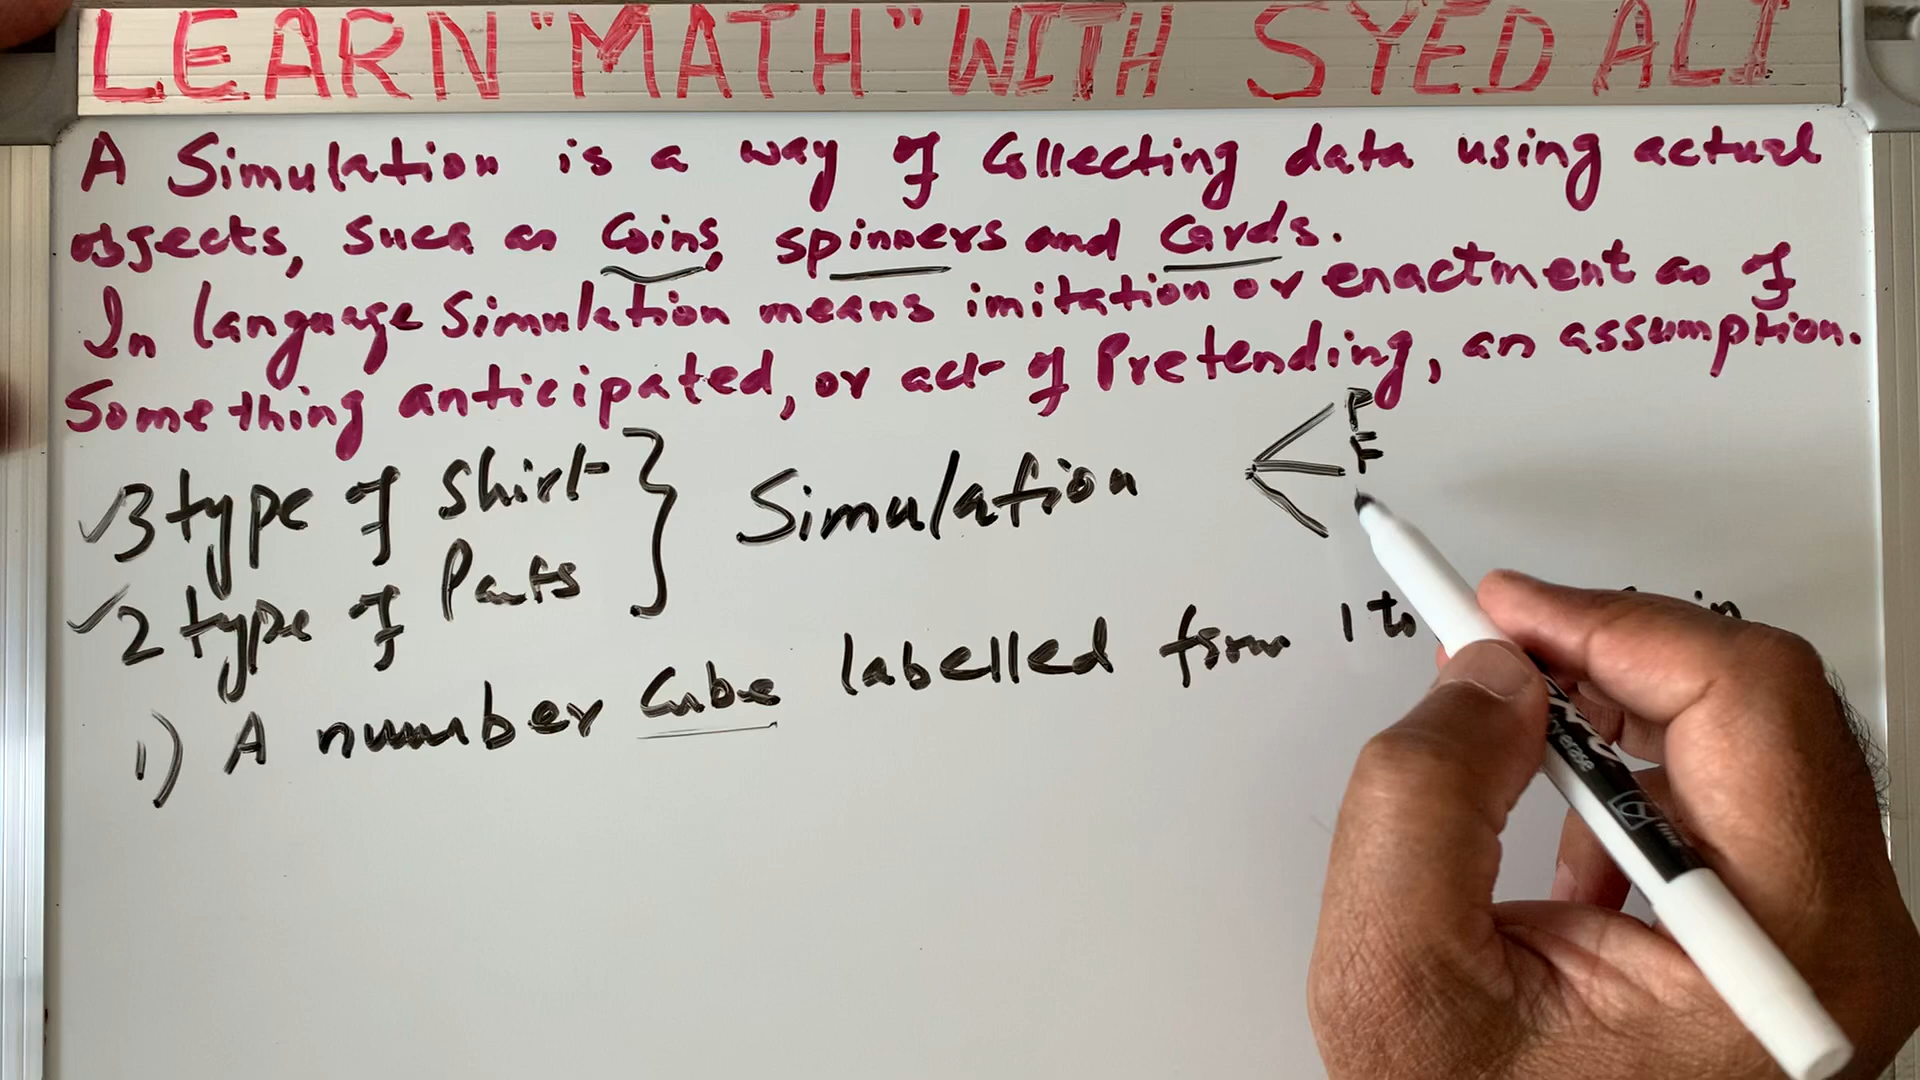 LEARN "MATH" WITH SYED ALI
A Simulation is a way of Collecting data using actual
objects, such as Coins, spinners and Cards.
In language Simulation means imitation or enactment as of
Something anticipated, or act of Pretending, an assumption.
3 type of Shirt
2 type of Pants
Simulation
P
F
1) A number Cube labelled from 1 to in